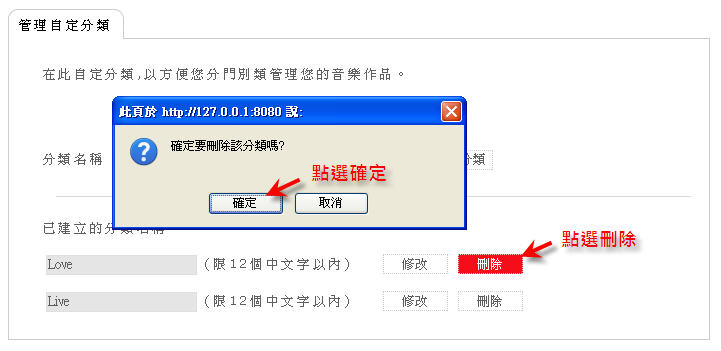 管理自定分類
在此自定分類,以方便您分門別類管理您的音樂作品。
此頁於 http://127.0.0.1:8080 說:
確定要刪除該分類嗎?
分類名稱
分類
點選確定
確定
取消
已建立的分類名稱
點選刪除
Love (限12個中文字以內) 修改 刪除
Live (限12個中文字以內) 修改 刪除